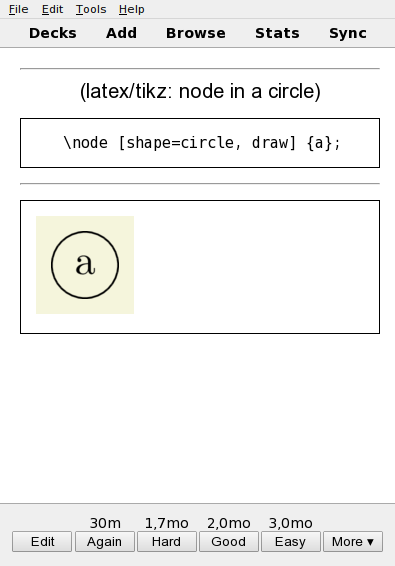 File Edit Tools Help
Decks Add Browse Stats Sync
(latex/tikz: node in a circle)
\node [shape=circle, draw] {a};
a
30m 1,7mo 2,0mo 3,0mo
Edit Again Hard Good Easy More ▾